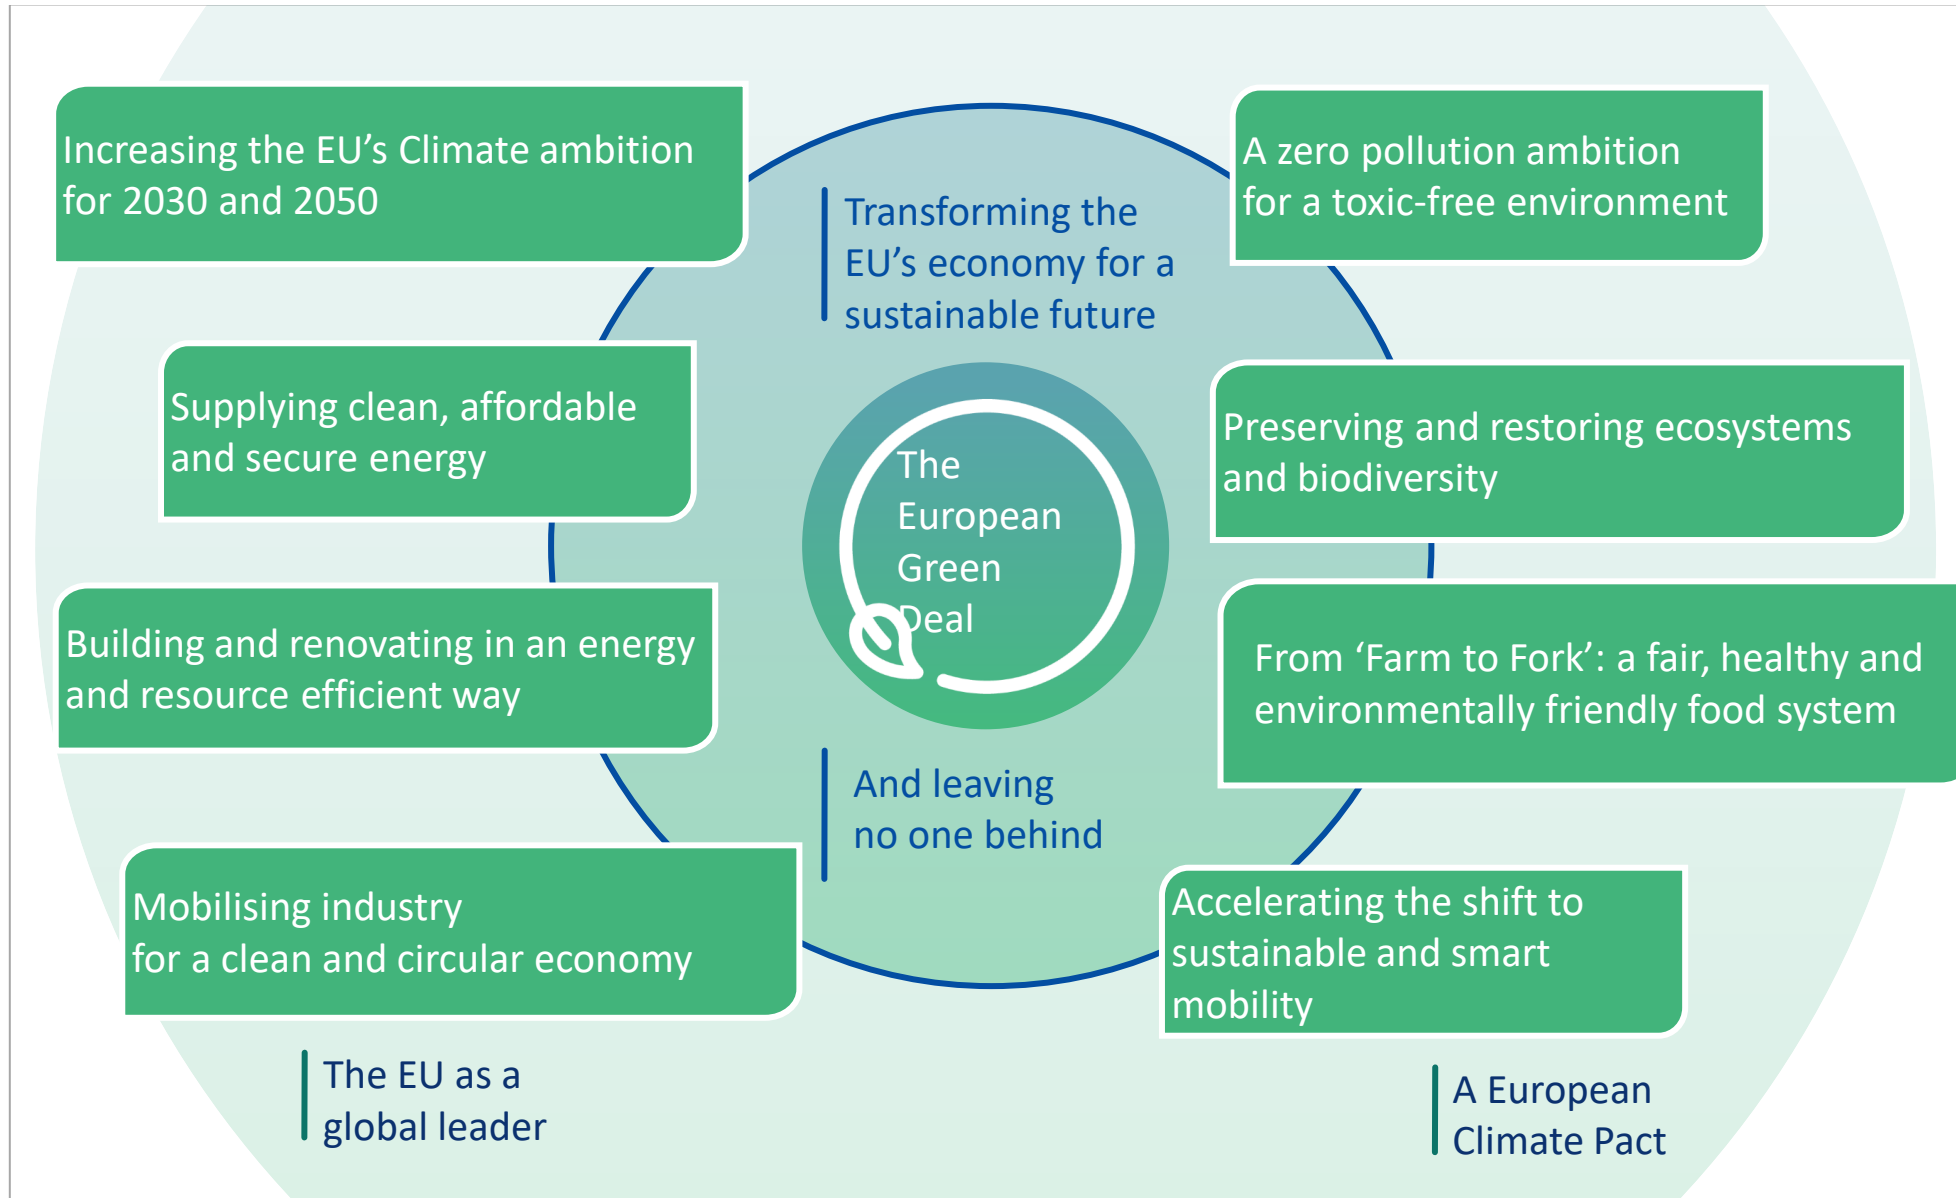 Increasing the EU’s Climate ambition
for 2030 and 2050
Supplying clean, affordable
and secure energy
Building and renovating in an energy
and resource efficient way
Mobilising industry
for a clean and circular economy
Transforming the
EU’s economy for a
sustainable future
The
European
Green
Deal
And leaving
no one behind
A zero pollution ambition
for a toxic-free environment
Preserving and restoring ecosystems
and biodiversity
From ‘Farm to Fork’: a fair, healthy and
environmentally friendly food system
Accelerating the shift to
sustainable and smart
mobility
The EU as a
global leader
A European
Climate Pact